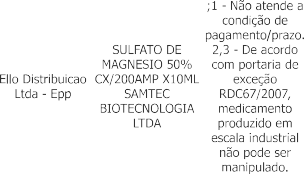 Ello Distribuicao
Ltda - Epp
SULFATO DE
MAGNESIO 50%
CX/200AMP X10ML
SAMTEC
BIOTECNOLOGIA
LTDA
;1 - Não atende a
condição de
pagamento/prazo.
2,3 - De acordo
com portaria de
exceção
RDC67/2007,
medicamento
produzido em
escala industrial
não pode ser
manipulado.